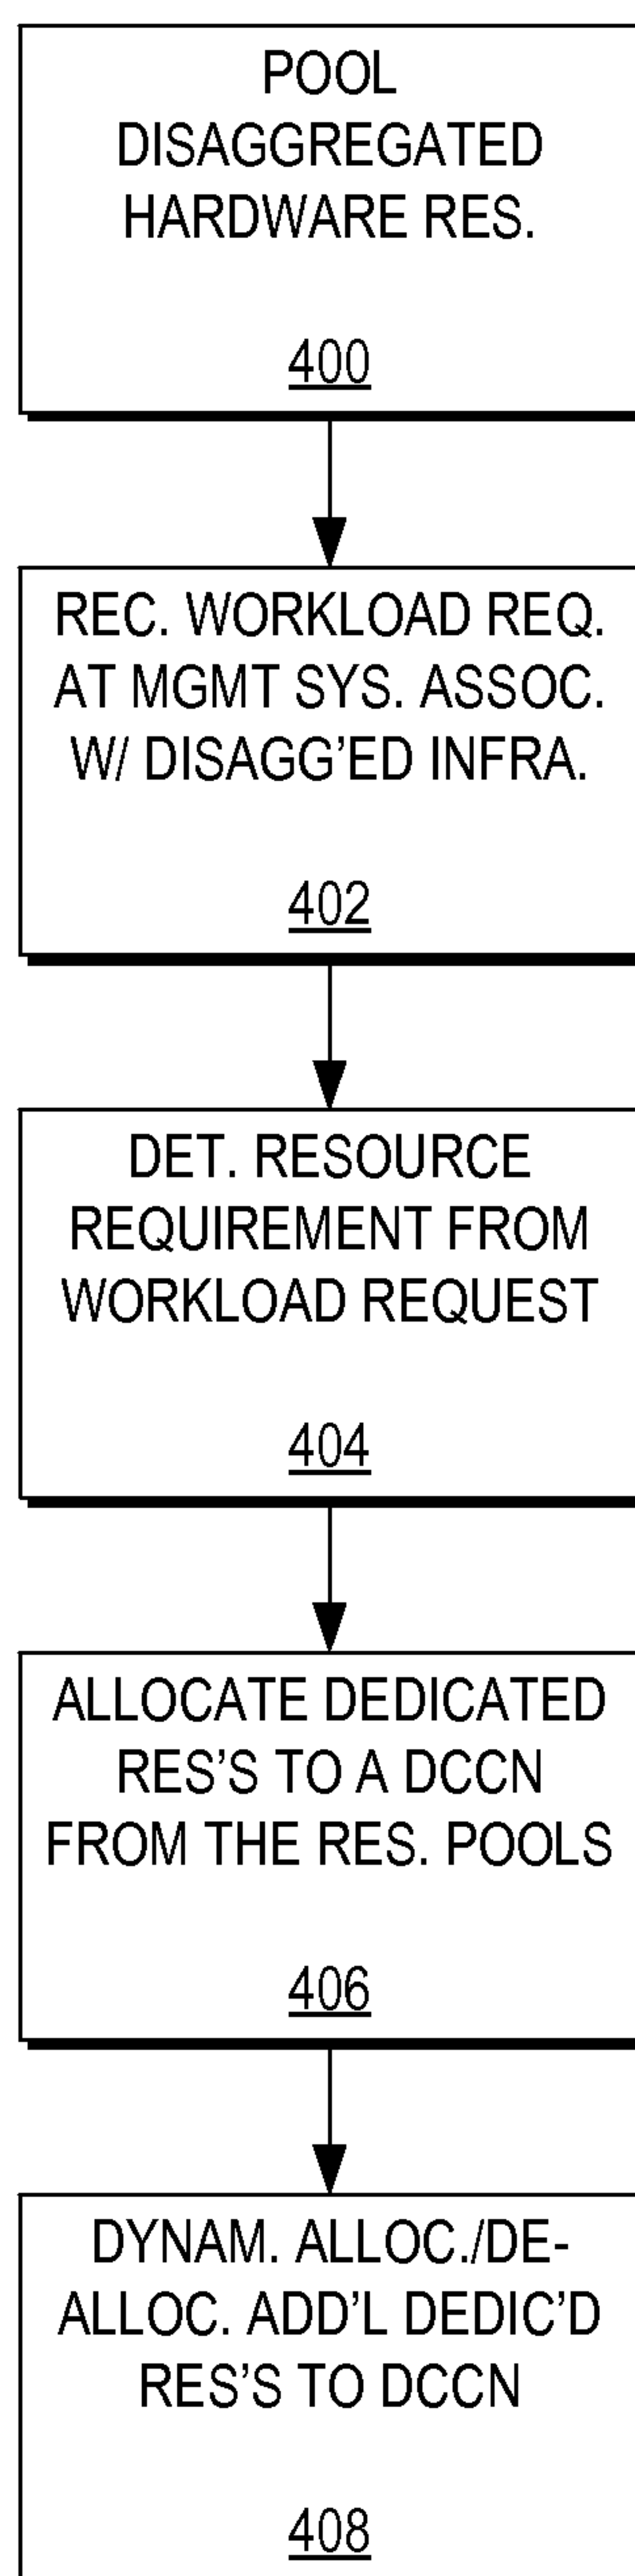 POOL
DISAGGREGATED
HARDWARE RES.
400
REC. WORKLOAD REQ.
AT MGMT SYS. ASSOC.
W/ DISAGG'ED INFRA.
402
DET. RESOURCE
REQUIREMENT FROM
WORKLOAD REQUEST
404
ALLOCATE DEDICATED
RES'S TO A DCCN
FROM THE RES. POOLS
406
DYNAM. ALLOC./DE-
ALLOC. ADD'L DEDIC'D
RES'S TO DCCN
408